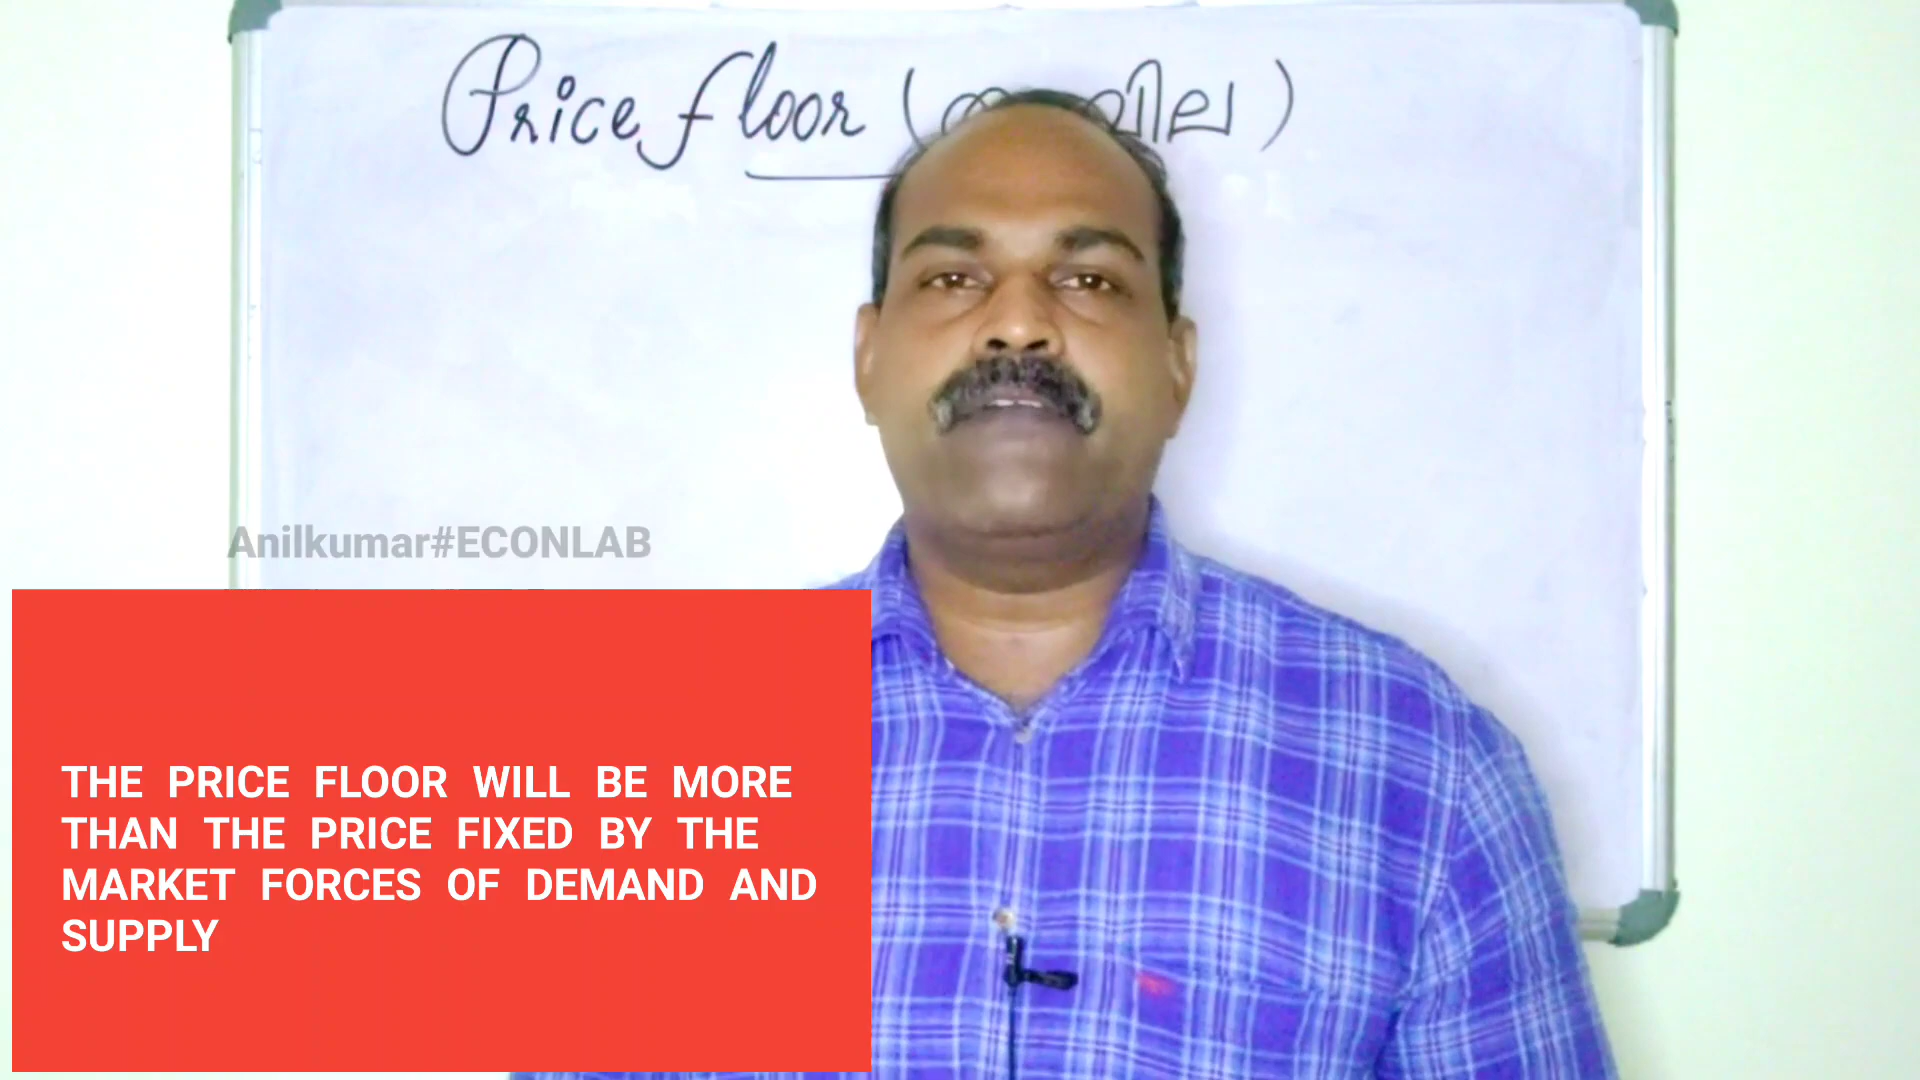 Price floor ( വില )
Anilkumar#ECONLAB
THE PRICE FLOOR WILL BE MORE
THAN THE PRICE FIXED BY THE
MARKET FORCES OF DEMAND AND
SUPPLY